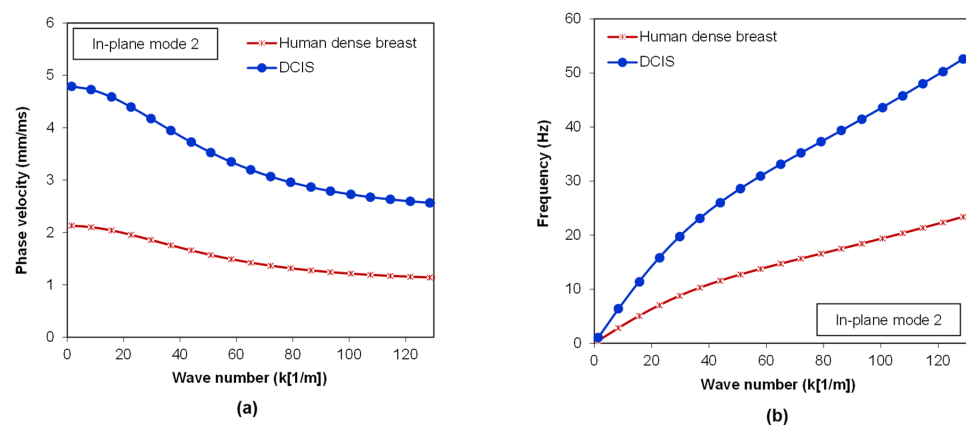 6
5
4
3
2
1
0
Phase velocity (mm/ms)
In-plane mode 2
Human dense breast
DCIS
0 20 40 60 80 100 120
Wave number (k[1/m])
(a)
60
50
40
30
20
10
0
Frequency (Hz)
Human dense breast
DCIS
In-plane mode 2
0 20 40 60 80 100 120
Wave number (k[1/m])
(b)